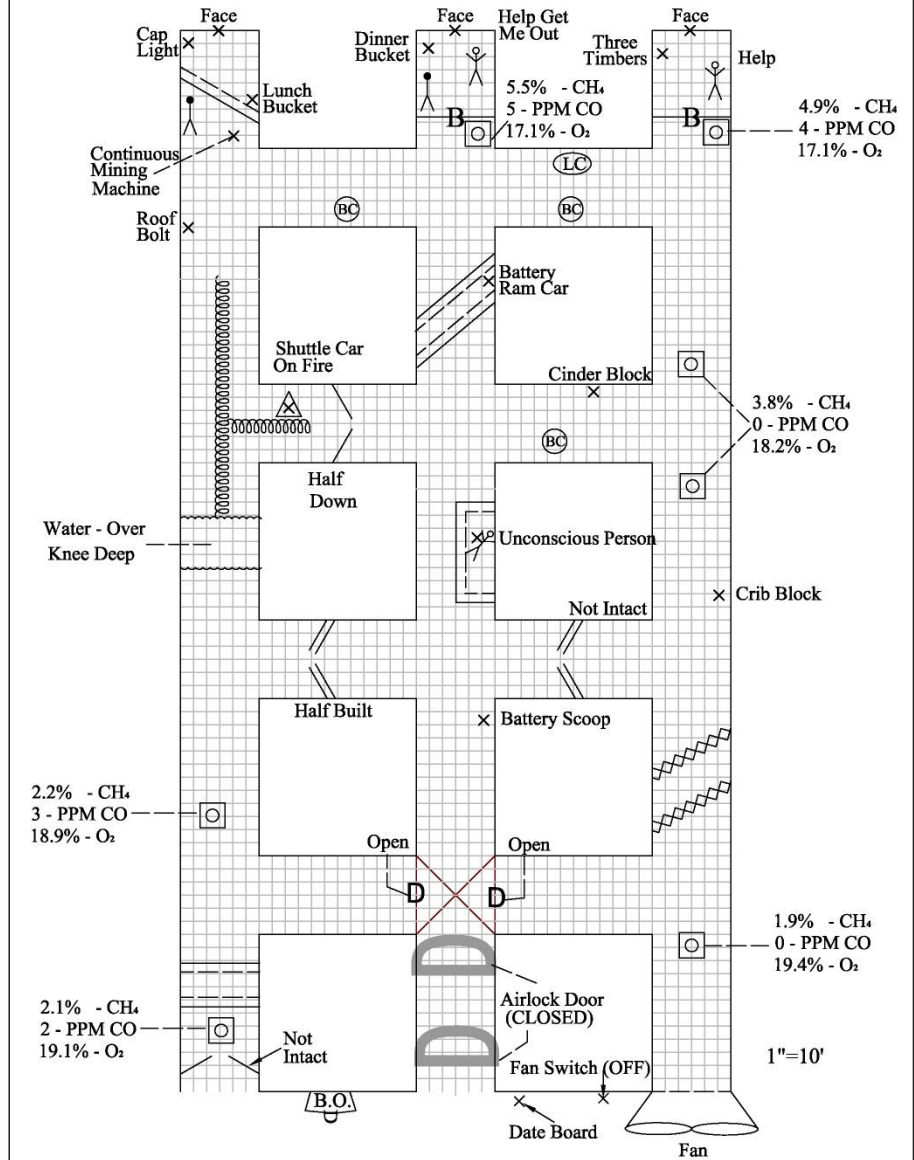 Face
Face
Face
Cap
Light
Dinner
Bucket
Help Get
Me Out
Three
Timbers
Help
Lunch
Bucket
5.5% - CH₄
5 - PPM CO
17.1% - O₂
4.9% - CH₄
4 - PPM CO
17.1% - O₂
B
B
Continuous
Mining
Machine
LC
Roof
Bolt
BC
BC
Battery
Ram Car
Shuttle Car
On Fire
Cinder Block
3.8% - CH₄
0 - PPM CO
18.2% - O₂
BC
Half
Down
Water - Over
Knee Deep
Unconscious Person
Crib Block
Not Intact
Half Built
Battery Scoop
2.2% - CH₄
3 - PPM CO
18.9% - O₂
Open
Open
D
D
1.9% - CH₄
0 - PPM CO
19.4% - O₂
D
Airlock Door
(CLOSED)
2.1% - CH₄
2 - PPM CO
19.1% - O₂
Not
Intact
D
1"=10'
Fan Switch (OFF)
B.O.
D
Date Board
Fan